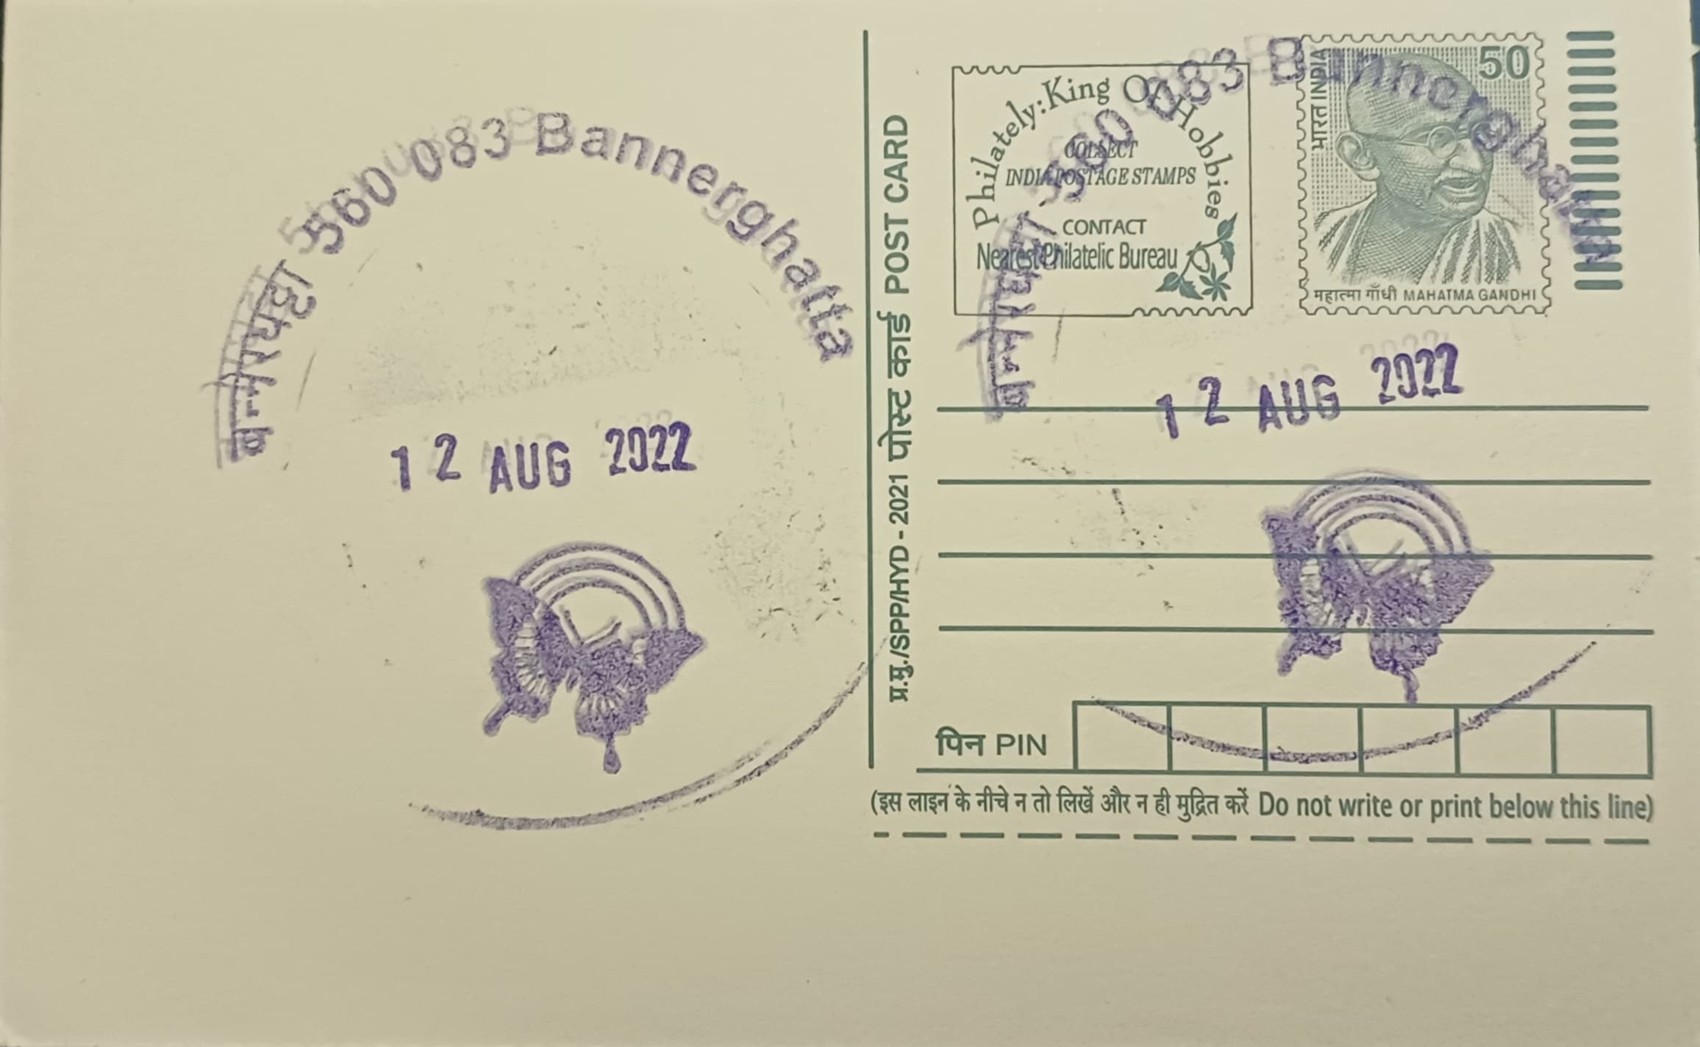 बन्नेरघट्टा 560 083 Bannerghatta
12 AUG 2022
प्र.मु./SPP/HYD - 2021 पोस्ट कार्ड POST CARD
Philately: King Of Hobbies
COLLECT
INDIA POSTAGE STAMPS
CONTACT
Nearest Philatelic Bureau
भारत INDIA
50
महात्मा गाँधी MAHATMA GANDHI
बन्नेरघट्टा 560 083 Bannerghatta
12 AUG 2022
पिन PIN
(इस लाइन के नीचे न तो लिखें और न ही मुद्रित करें Do not write or print below this line)